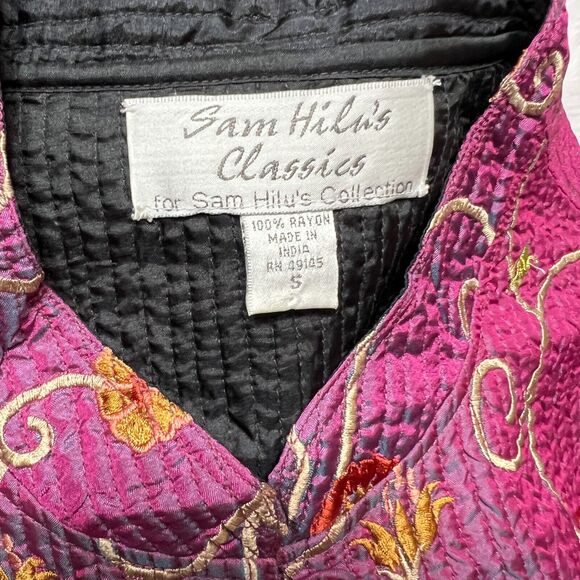 Sam Hilu's
Classics
for Sam Hilu's Collection
100% RAYON
MADE IN
INDIA
RN 49145
S